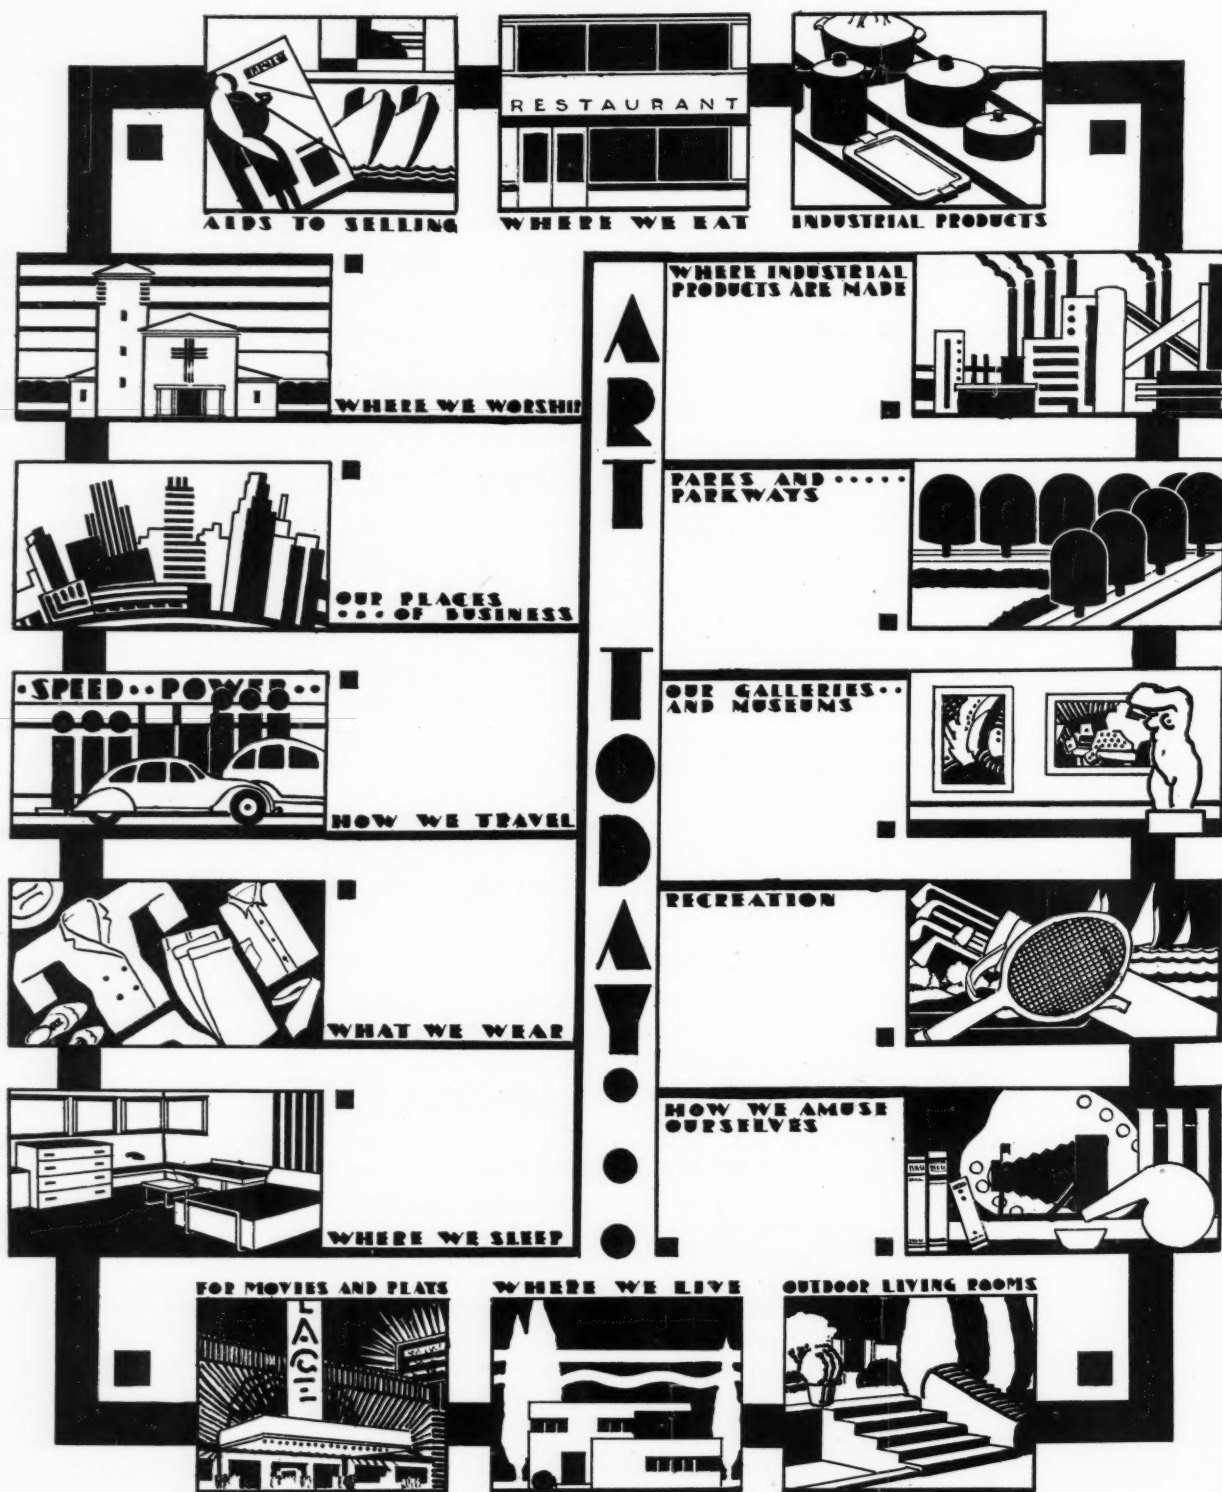 RESTAURANT
AIDS TO SELLING
WHERE WE EAT
INDUSTRIAL PRODUCTS
WHERE WE WORSHIP
OUR PLACES
• • • OF BUSINESS
• SPEED • • POWER • •
HOW WE TRAVEL
WHAT WE WEAR
WHERE WE SLEEP
ART TODAY • • •
WHERE INDUSTRIAL
PRODUCTS ARE MADE
PARKS AND • • • • •
PARKWAYS
OUR GALLERIES • •
AND MUSEUMS
RECREATION
HOW WE AMUSE
OURSELVES
FOR MOVIES AND PLAYS
WHERE WE LIVE
OUTDOOR LIVING ROOMS